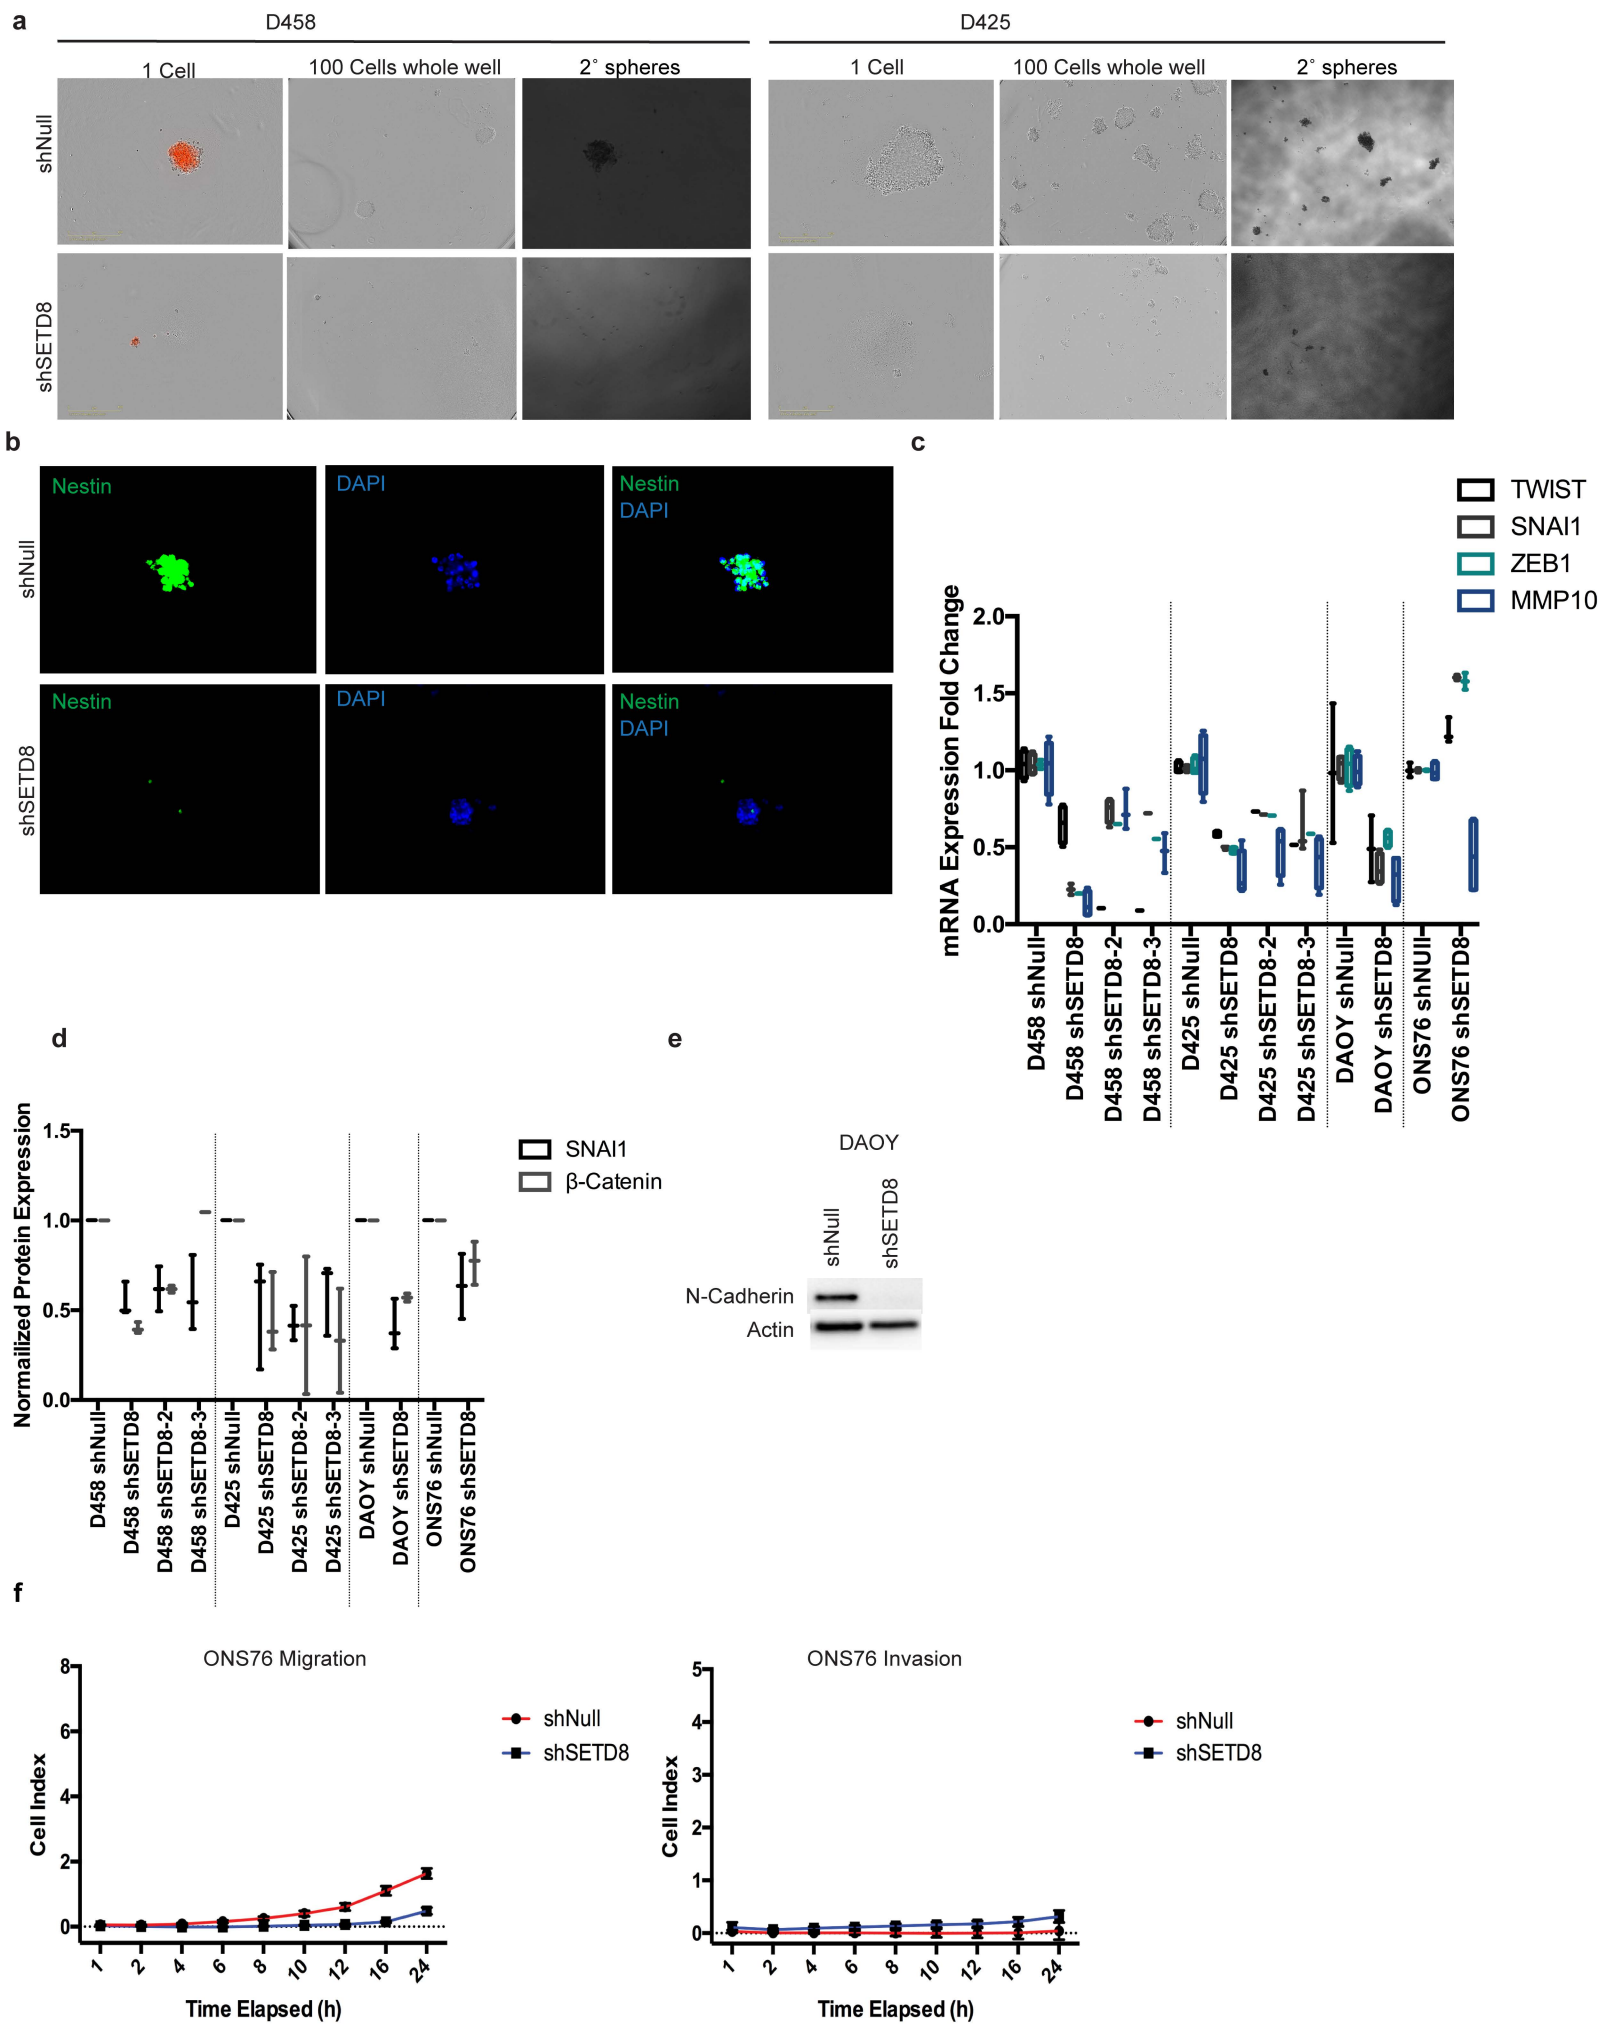 a
D458
D425
1 Cell
100 Cells whole well
2˚ spheres
1 Cell
100 Cells whole well
2˚ spheres
shNull
shSETD8
b
Nestin
DAPI
Nestin
DAPI
shNull
Nestin
DAPI
Nestin
DAPI
shSETD8
c
TWIST
SNAI1
ZEB1
MMP10
mRNA Expression Fold Change
2.0
1.5
1.0
0.5
0.0
D458 shNull
D458 shSETD8
D458 shSETD8-2
D458 shSETD8-3
D425 shNull
D425 shSETD8
D425 shSETD8-2
D425 shSETD8-3
DAOY shNull
DAOY shSETD8
ONS76 shNUll
ONS76 shSETD8
d
Normailized Protein Expression
1.5
1.0
0.5
0.0
SNAI1
β-Catenin
D458 shNull
D458 shSETD8
D458 shSETD8-2
D458 shSETD8-3
D425 shNull
D425 shSETD8
D425 shSETD8-2
D425 shSETD8-3
DAOY shNull
DAOY shSETD8
ONS76 shNull
ONS76 shSETD8
e
DAOY
shNull
shSETD8
N-Cadherin
Actin
f
ONS76 Migration
Cell Index
8
6
4
2
0
shNull
shSETD8
1 2 4 6 8 10 12 16 24
Time Elapsed (h)
ONS76 Invasion
Cell Index
5
4
3
2
1
0
shNull
shSETD8
1 2 4 6 8 10 12 16 24
Time Elapsed (h)